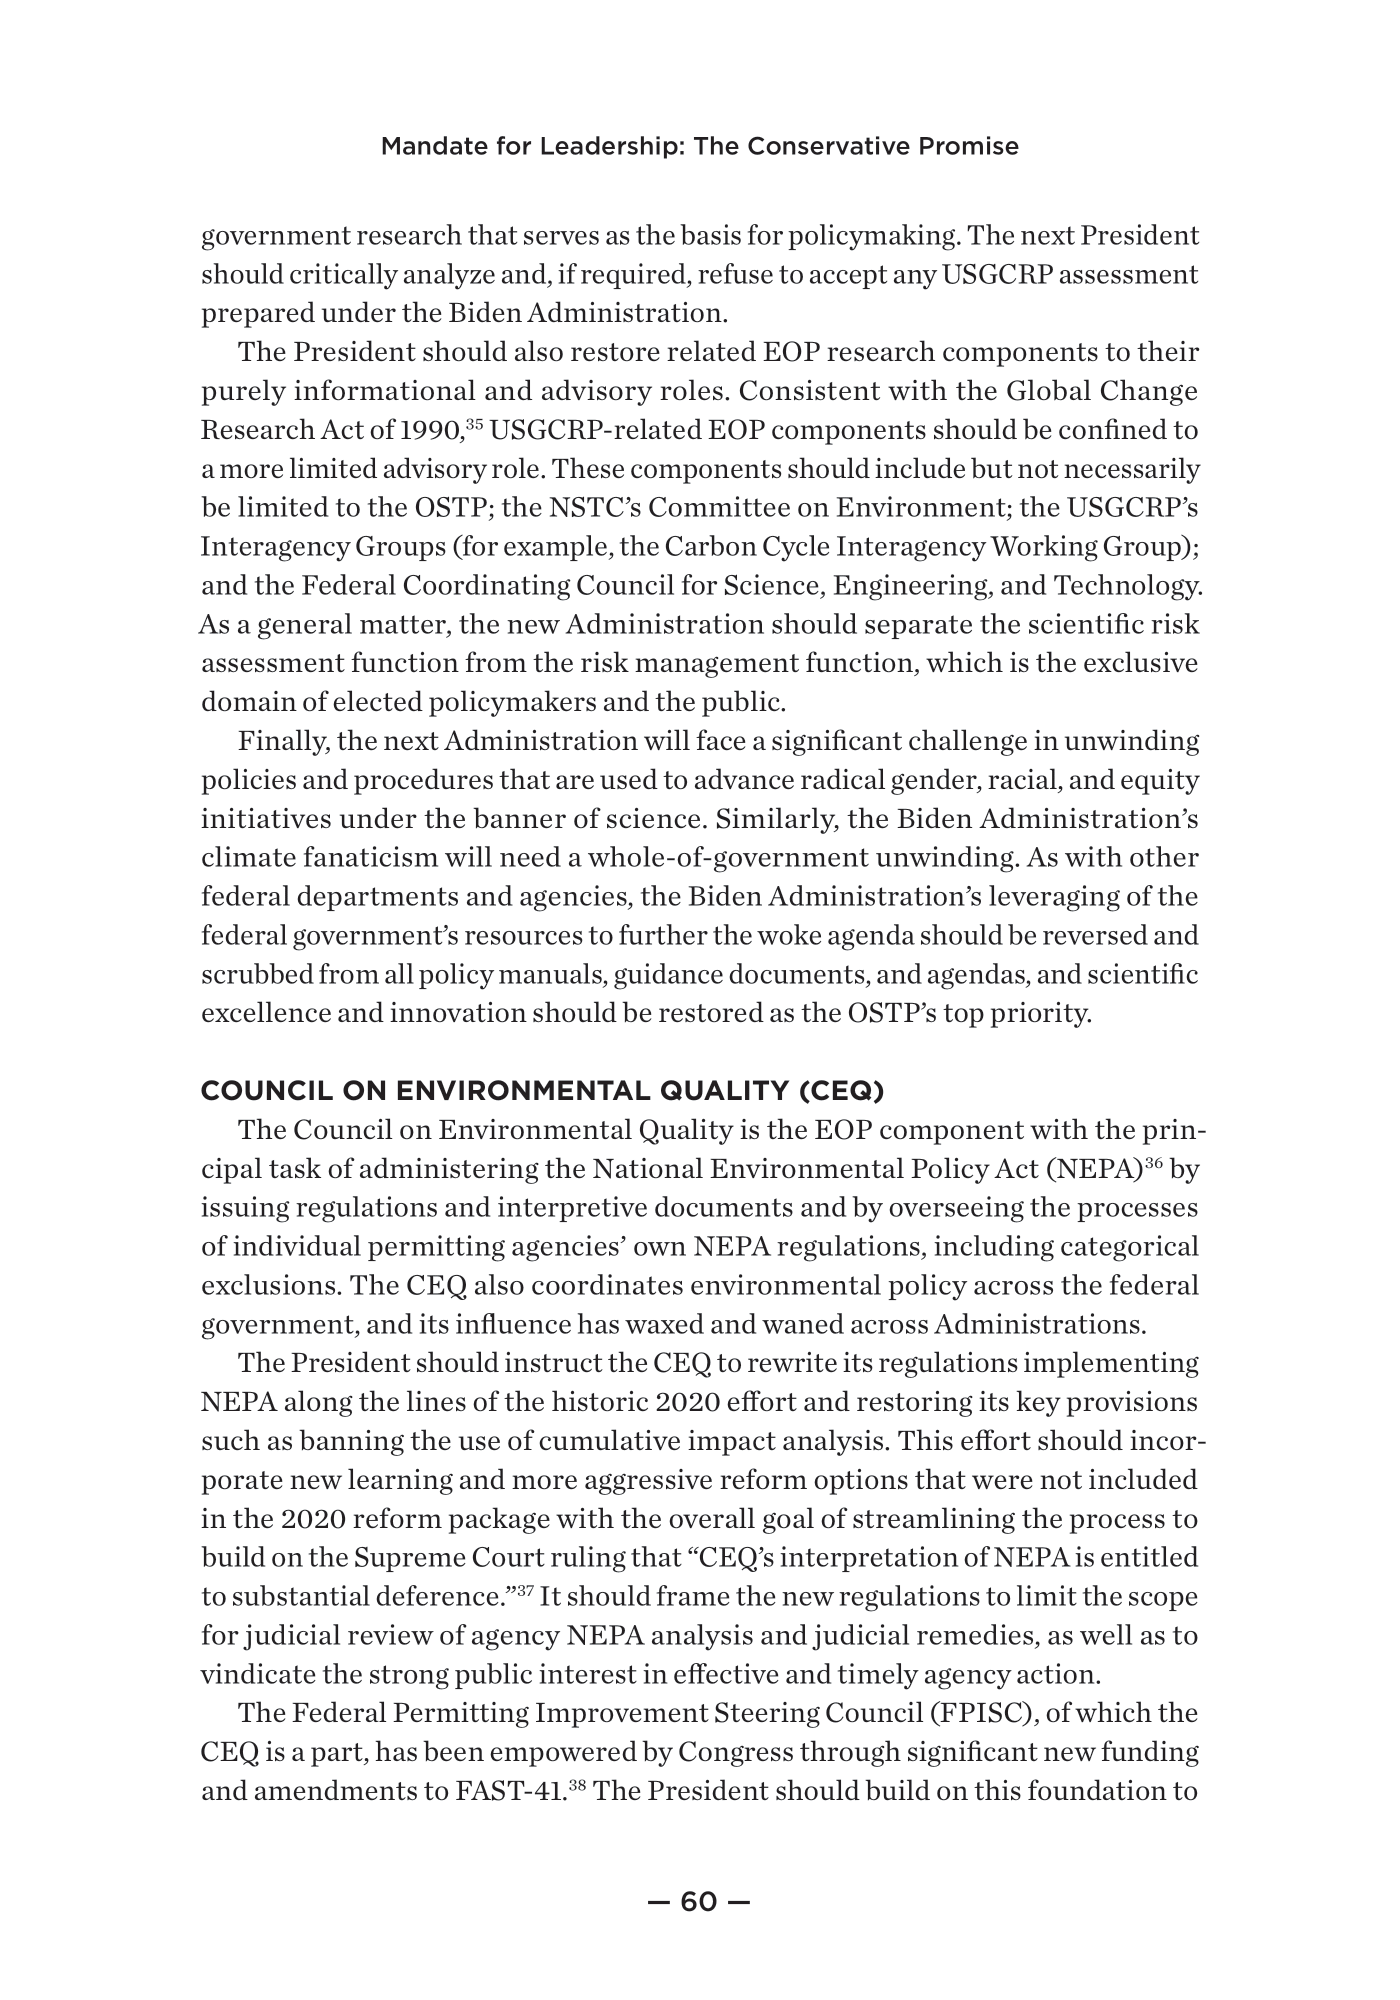 Mandate for Leadership: The Conservative Promise
government research that serves as the basis for policymaking. The next President
should critically analyze and, if required, refuse to accept any USGCRP assessment
prepared under the Biden Administration.
The President should also restore related EOP research components to their
purely informational and advisory roles. Consistent with the Global Change
Research Act of 1990,³⁵ USGCRP-related EOP components should be confined to
a more limited advisory role. These components should include but not necessarily
be limited to the OSTP; the NSTC’s Committee on Environment; the USGCRP’s
Interagency Groups (for example, the Carbon Cycle Interagency Working Group);
and the Federal Coordinating Council for Science, Engineering, and Technology.
As a general matter, the new Administration should separate the scientific risk
assessment function from the risk management function, which is the exclusive
domain of elected policymakers and the public.
Finally, the next Administration will face a significant challenge in unwinding
policies and procedures that are used to advance radical gender, racial, and equity
initiatives under the banner of science. Similarly, the Biden Administration’s
climate fanaticism will need a whole-of-government unwinding. As with other
federal departments and agencies, the Biden Administration’s leveraging of the
federal government’s resources to further the woke agenda should be reversed and
scrubbed from all policy manuals, guidance documents, and agendas, and scientific
excellence and innovation should be restored as the OSTP’s top priority.
COUNCIL ON ENVIRONMENTAL QUALITY (CEQ)
The Council on Environmental Quality is the EOP component with the prin-
cipal task of administering the National Environmental Policy Act (NEPA)³⁶ by
issuing regulations and interpretive documents and by overseeing the processes
of individual permitting agencies’ own NEPA regulations, including categorical
exclusions. The CEQ also coordinates environmental policy across the federal
government, and its influence has waxed and waned across Administrations.
The President should instruct the CEQ to rewrite its regulations implementing
NEPA along the lines of the historic 2020 effort and restoring its key provisions
such as banning the use of cumulative impact analysis. This effort should incor-
porate new learning and more aggressive reform options that were not included
in the 2020 reform package with the overall goal of streamlining the process to
build on the Supreme Court ruling that “CEQ’s interpretation of NEPA is entitled
to substantial deference.”³⁷ It should frame the new regulations to limit the scope
for judicial review of agency NEPA analysis and judicial remedies, as well as to
vindicate the strong public interest in effective and timely agency action.
The Federal Permitting Improvement Steering Council (FPISC), of which the
CEQ is a part, has been empowered by Congress through significant new funding
and amendments to FAST-41.³⁸ The President should build on this foundation to
— 60 —